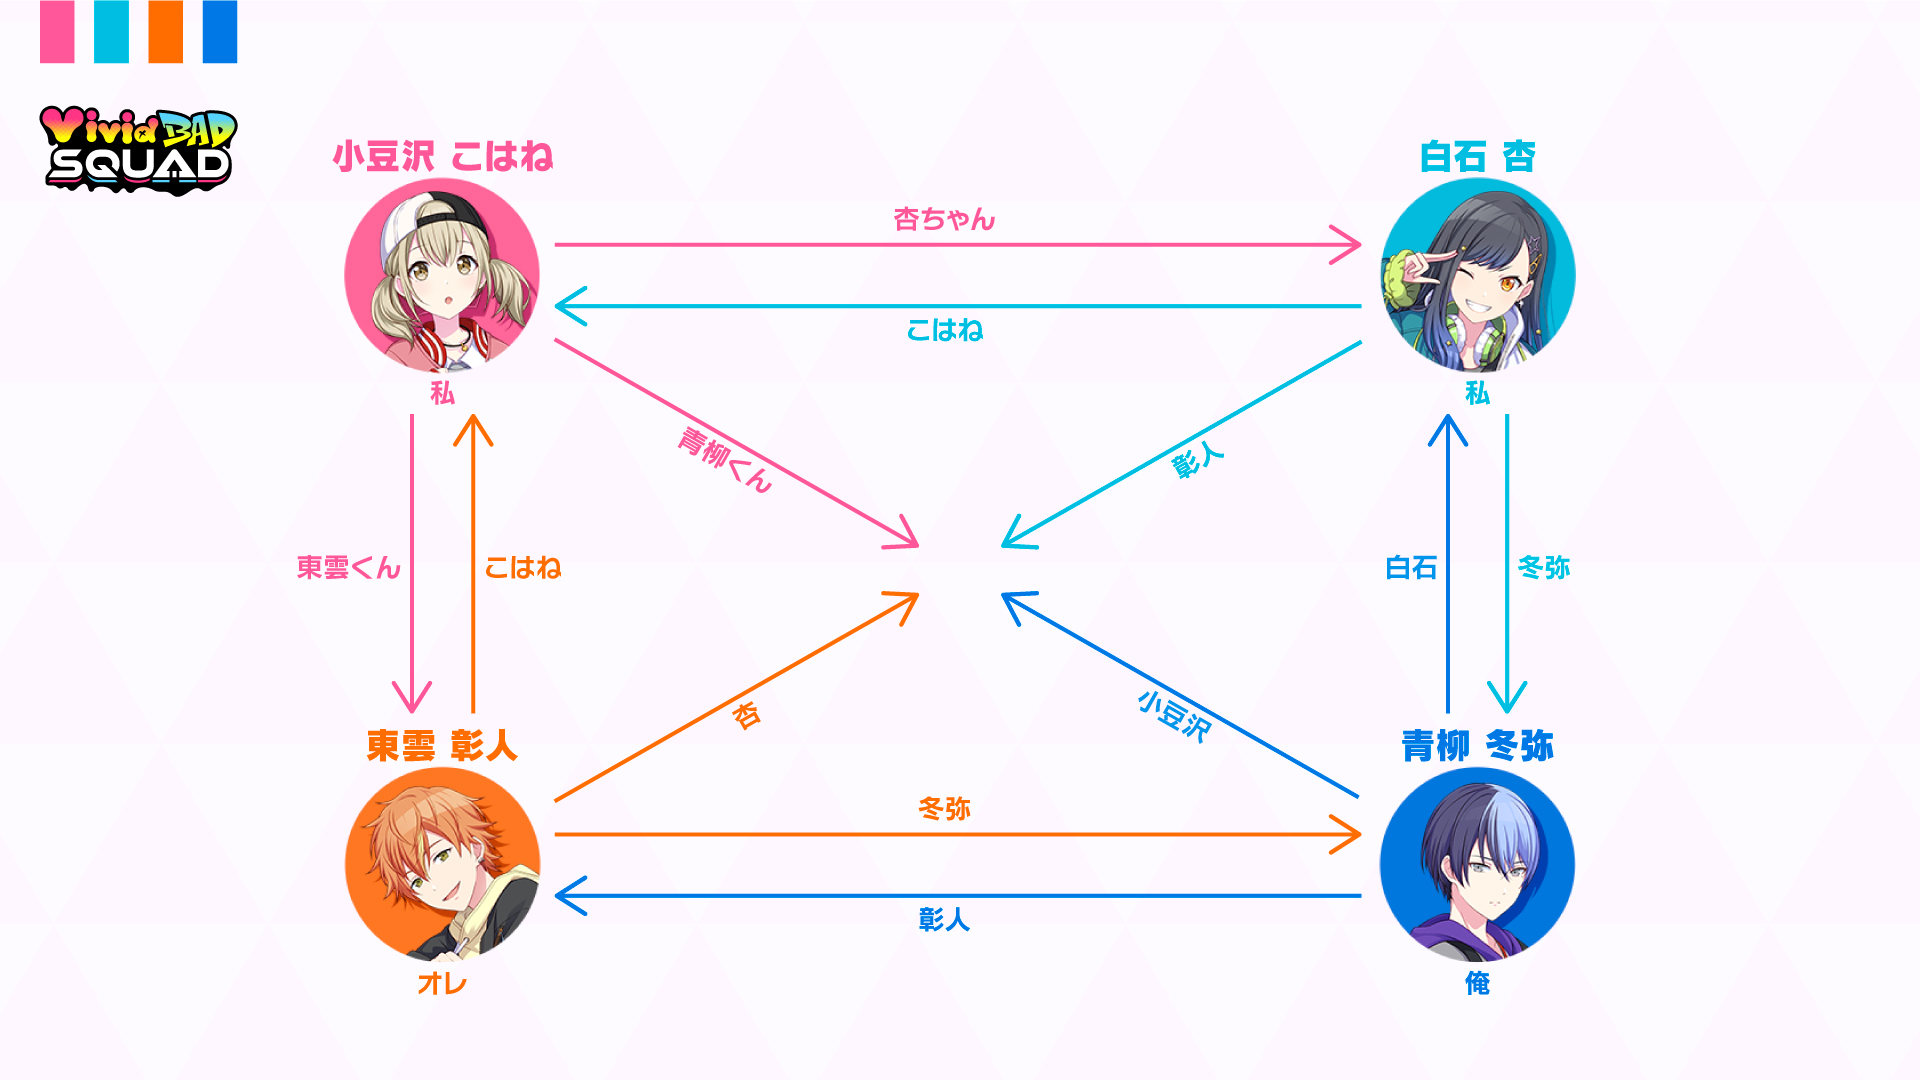 Vivid BAD
SQUAD
小豆沢 こはね
白石 杏
杏ちゃん
こはね
私
私
青柳くん
彰人
東雲くん
こはね
白石
冬弥
杏
小豆沢
東雲 彰人
青柳 冬弥
冬弥
彰人
オレ
俺